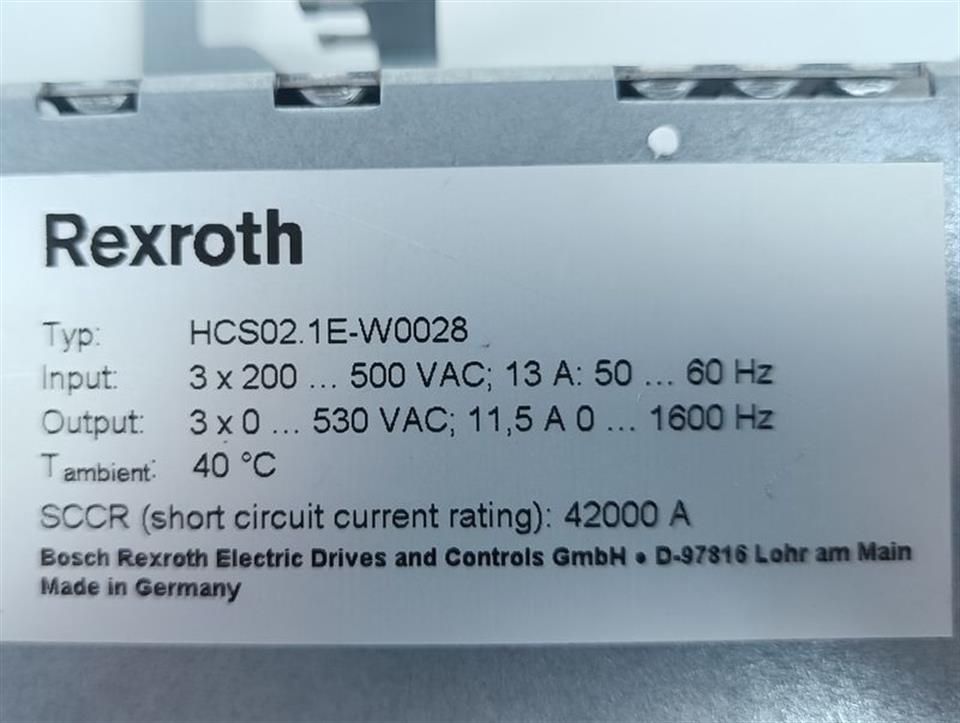 Rexroth
Typ: HCS02.1E-W0028
Input: 3 x 200 ... 500 VAC; 13 A: 50 ... 60 Hz
Output: 3 x 0 ... 530 VAC; 11,5 A 0 ... 1600 Hz
T ambient: 40 °C
SCCR (short circuit current rating): 42000 A
Bosch Rexroth Electric Drives and Controls GmbH • D-97816 Lohr am Main
Made in Germany